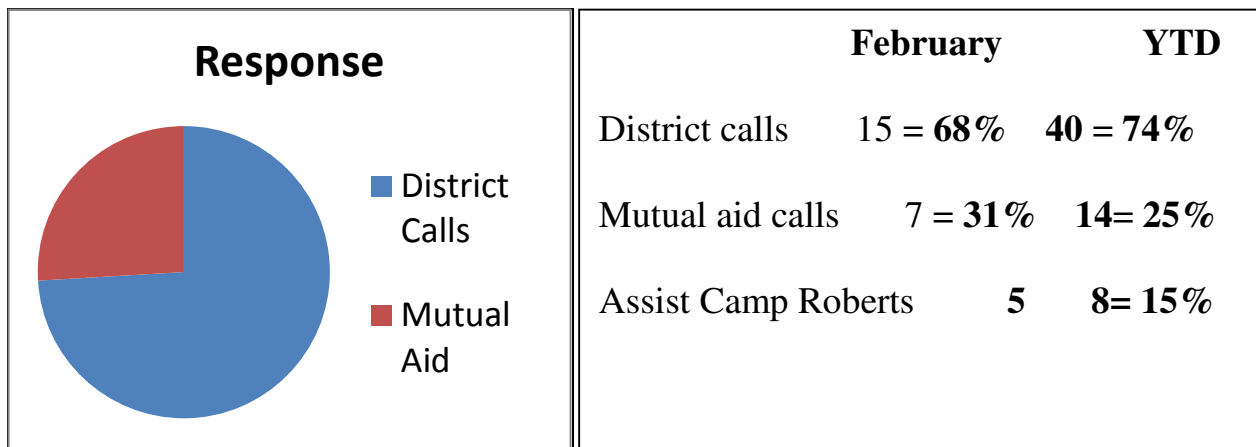 Response
District
Calls
Mutual
Aid
February YTD
District calls 15 = 68% 40 = 74%
Mutual aid calls 7 = 31% 14= 25%
Assist Camp Roberts 5 8= 15%